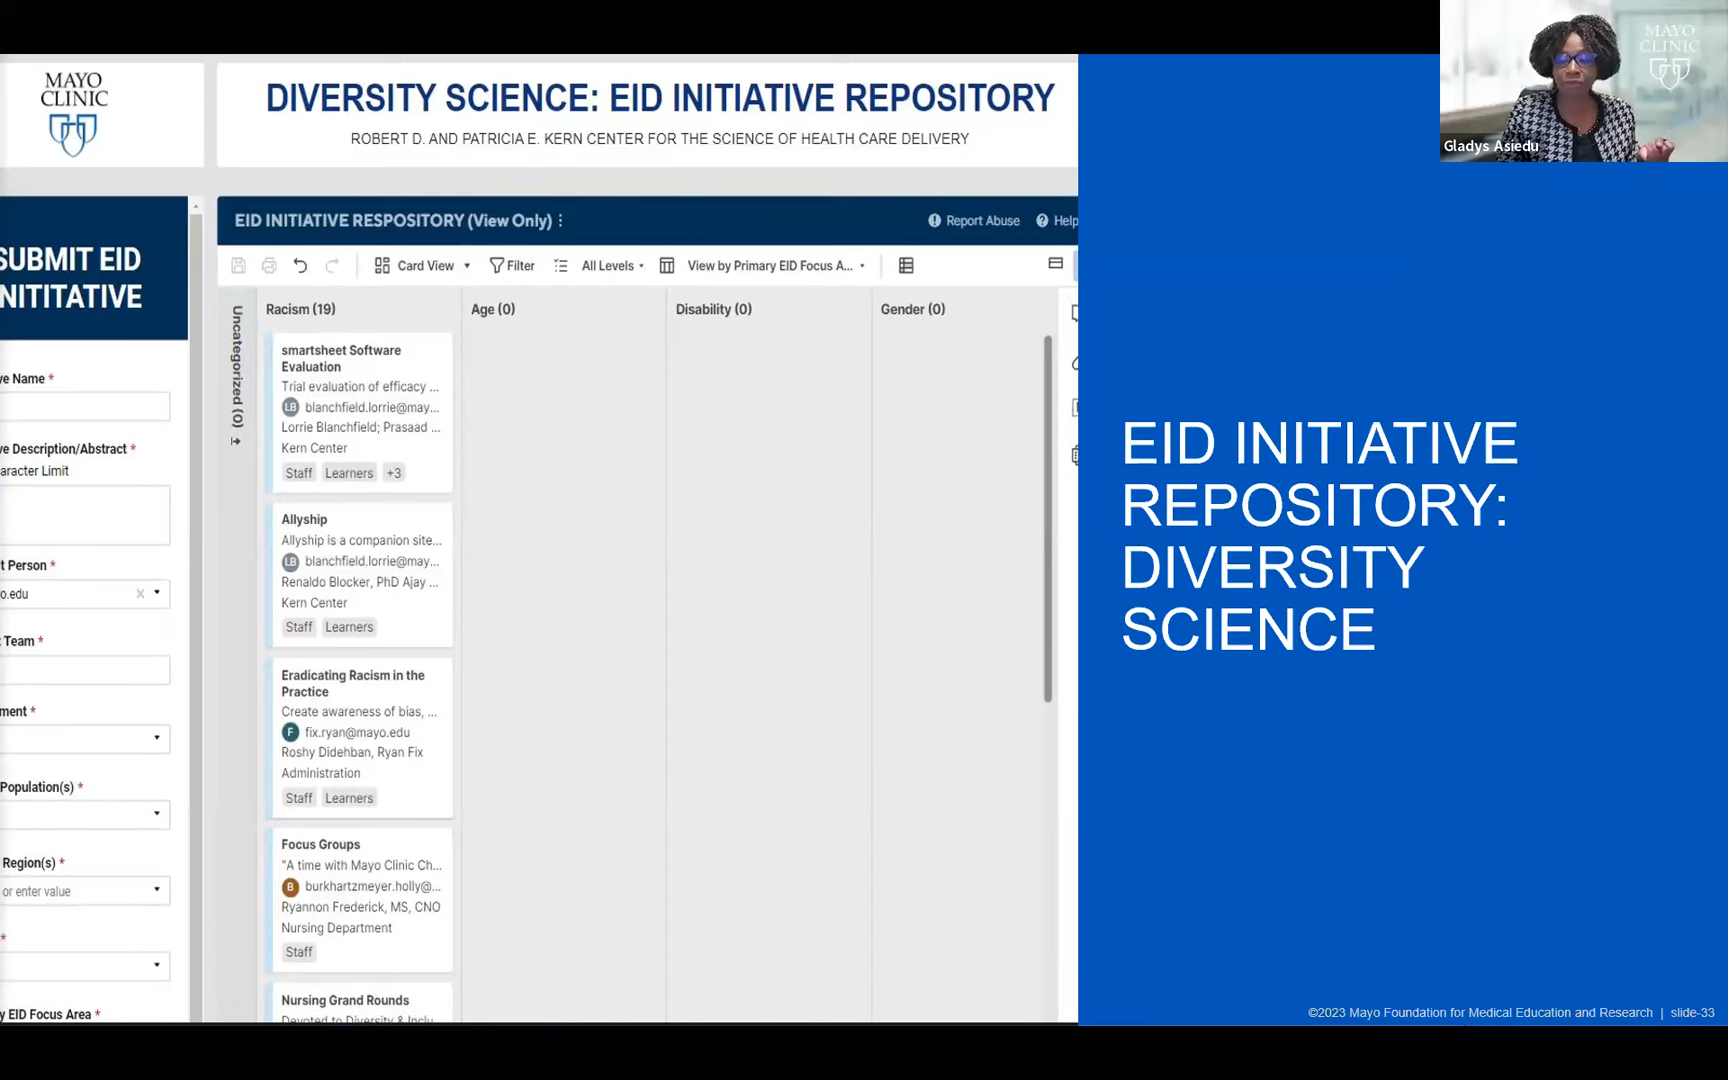 MAYO
CLINIC
DIVERSITY SCIENCE: EID INITIATIVE REPOSITORY
ROBERT D. AND PATRICIA E. KERN CENTER FOR THE SCIENCE OF HEALTH CARE DELIVERY
SUBMIT EID
NITITATIVE
ve Name *
ve Description/Abstract *
aracter Limit
t Person *
o.edu
t Team *
ment *
Population(s) *
Region(s) *
or enter value
*
y EID Focus Area *
EID INITIATIVE RESPOSITORY (View Only)
Report Abuse
Help
Card View
Filter
All Levels
View by Primary EID Focus A...
Uncategorized (0)
Racism (19)
Age (0)
Disability (0)
Gender (0)
smartsheet Software
Evaluation
Trial evaluation of efficacy ...
LB blanchfield.lorrie@may...
Lorrie Blanchfield; Prasaad ...
Kern Center
Staff Learners +3
Allyship
Allyship is a companion site...
LB blanchfield.lorrie@may...
Renaldo Blocker, PhD Ajay ...
Kern Center
Staff Learners
Eradicating Racism in the
Practice
Create awareness of bias, ...
F fix.ryan@mayo.edu
Roshy Didehban, Ryan Fix
Administration
Staff Learners
Focus Groups
"A time with Mayo Clinic Ch...
B burkhartzmeyer.holly@...
Ryannon Frederick, MS, CNO
Nursing Department
Staff
Nursing Grand Rounds
Devoted to Diversity & Inclu
MAYO
CLINIC
Gladys Asiedu
EID INITIATIVE
REPOSITORY:
DIVERSITY
SCIENCE
©2023 Mayo Foundation for Medical Education and Research | slide-33